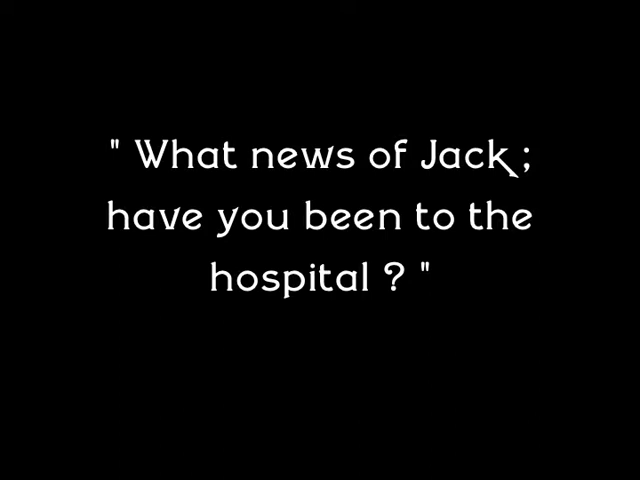 " What news of Jack ;
have you been to the
hospital ? "